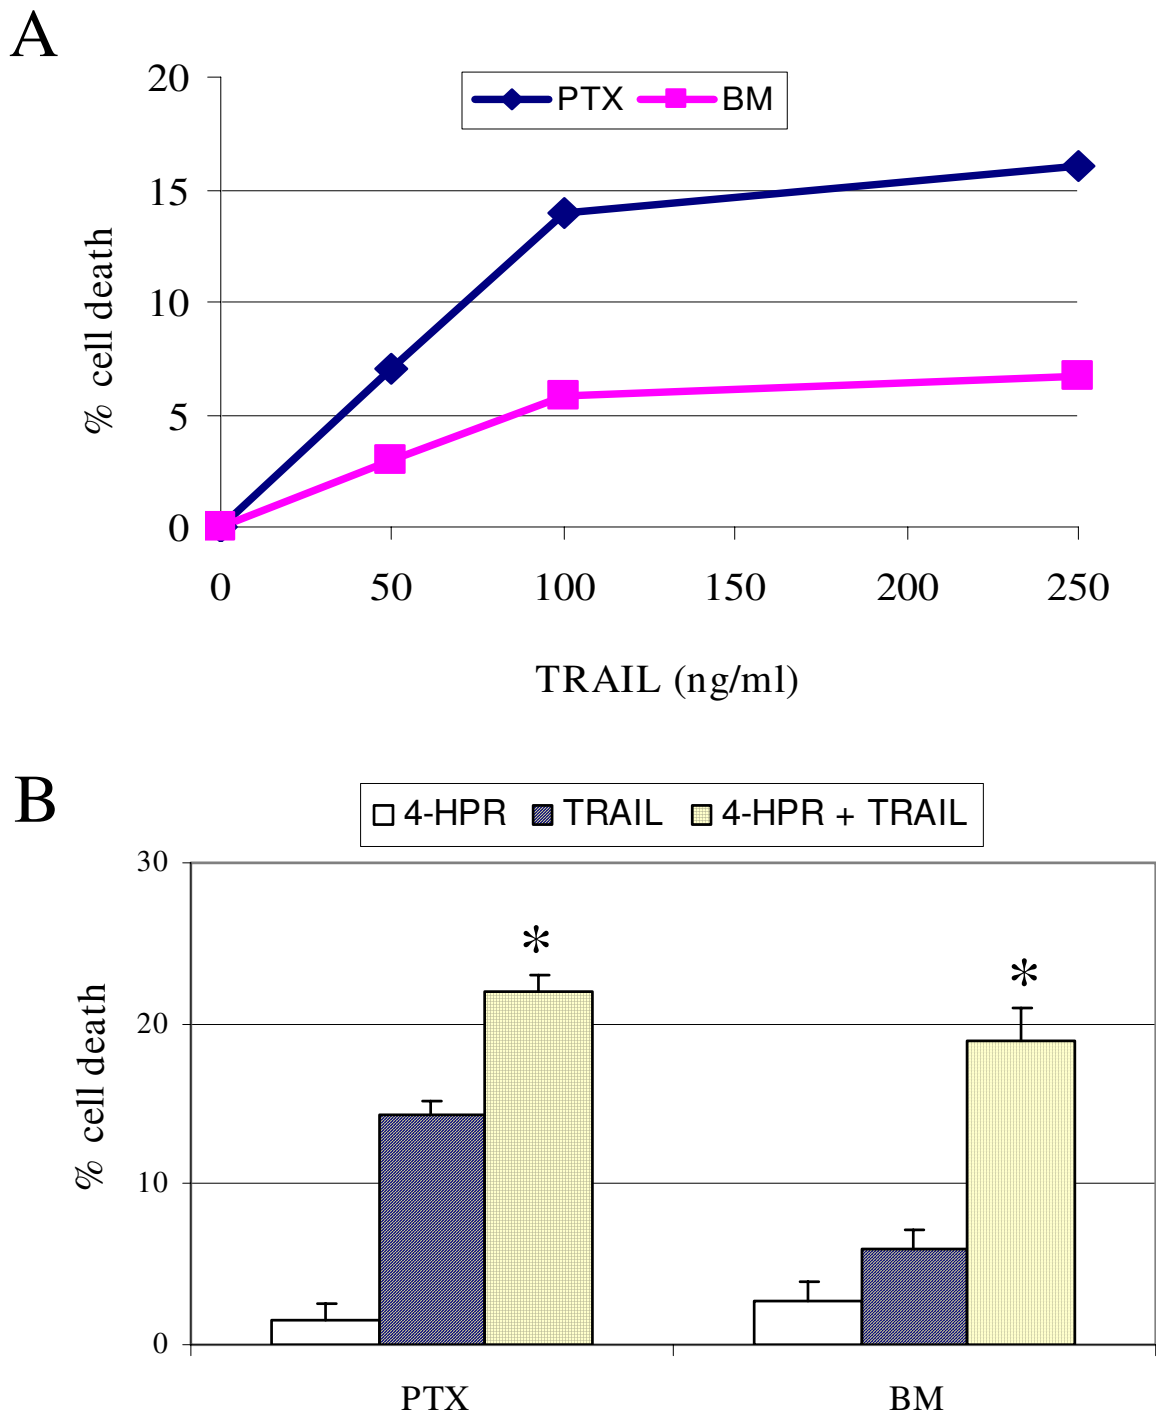 A
20
PTX BM
15
10
5
0
% cell death
0 50 100 150 200 250
TRAIL (ng/ml)
B
4-HPR TRAIL 4-HPR + TRAIL
30
*
*
20
10
0
% cell death
PTX BM